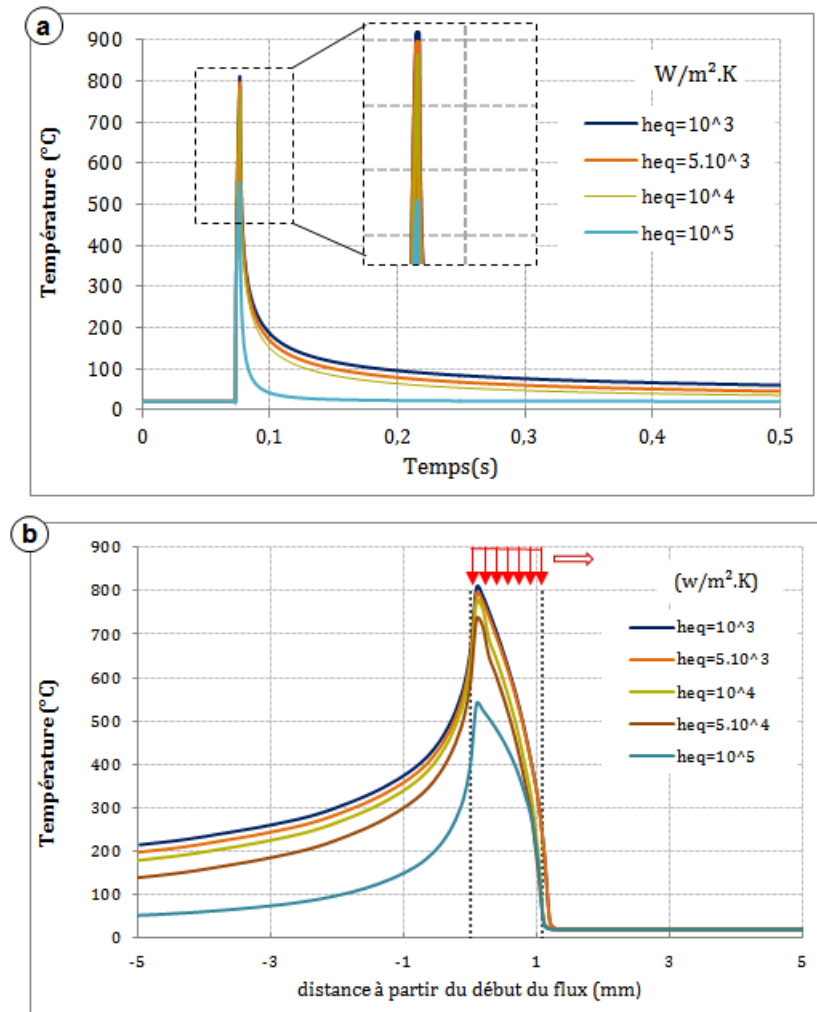 a
900
800
700
600
500
400
300
200
100
0
Température (°C)
0
0,1
0,2
0,3
0,4
0,5
Temps(s)
W/m².K
heq=10^3
heq=5.10^3
heq=10^4
heq=10^5
b
900
800
700
600
500
400
300
200
100
0
Température (°C)
-5
-3
-1
1
3
5
distance à partir du début du flux (mm)
(w/m².K)
heq=10^3
heq=5.10^3
heq=10^4
heq=5.10^4
heq=10^5